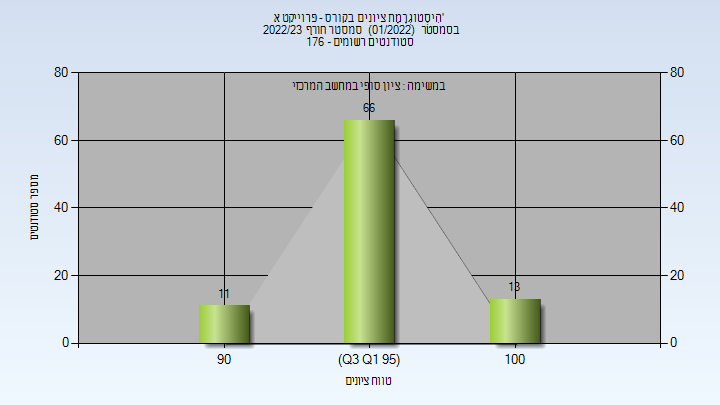 היסטוגרמת ציונים בקורס - פרוייקט א'
בסמסטר (01/2022) סמסטר חורף 2022/23
סטודנטים רשומים - 176
במשימה : ציון סופי במחשב המרכזי
מספר סטודנטים
80
60
40
20
0
80
60
40
20
0
11
66
13
90
(Q3 Q1 95)
100
טווח ציונים